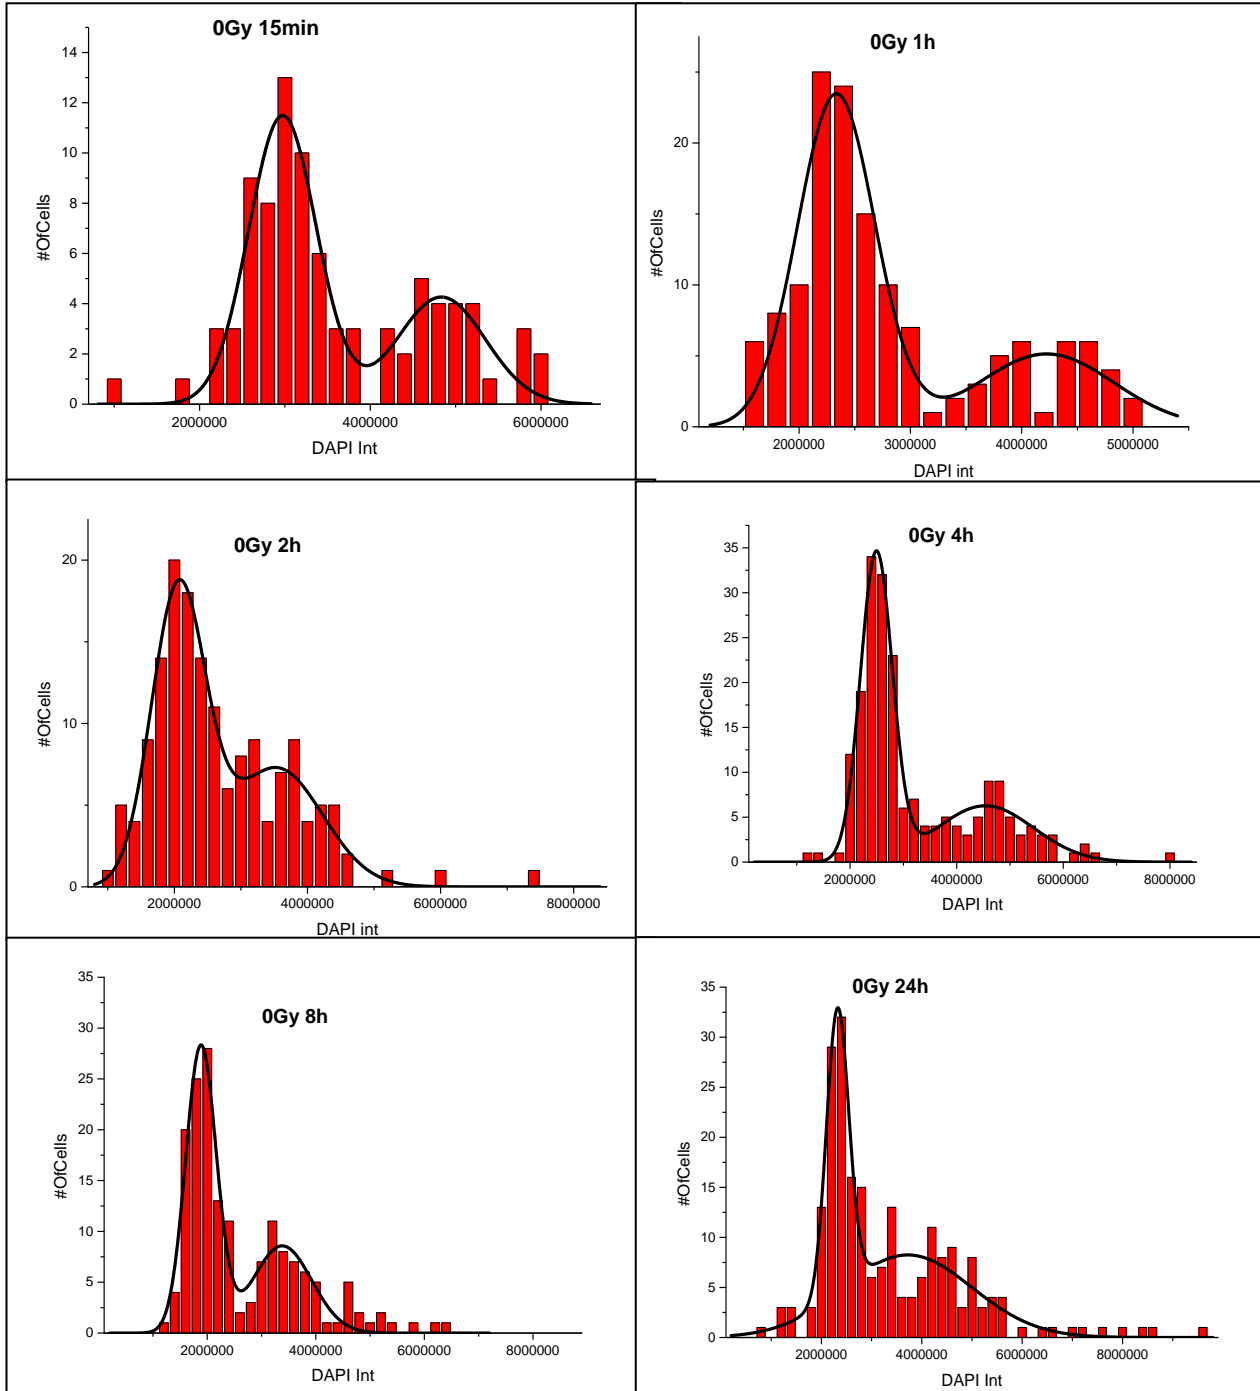 0Gy 15min
14
12
10
8
6
4
2
0
#OfCells
2000000 4000000 6000000
DAPI Int
0Gy 1h
20
10
0
#OfCells
2000000 3000000 4000000 5000000
DAPI int
0Gy 2h
20
10
0
#OfCells
2000000 4000000 6000000 8000000
DAPI int
0Gy 4h
35
30
25
20
15
10
5
0
#OfCells
2000000 4000000 6000000 8000000
DAPI Int
0Gy 8h
35
30
25
20
15
10
5
0
#OfCells
2000000 4000000 6000000 8000000
DAPI Int
0Gy 24h
35
30
25
20
15
10
5
0
#OfCells
2000000 4000000 6000000 8000000
DAPI Int